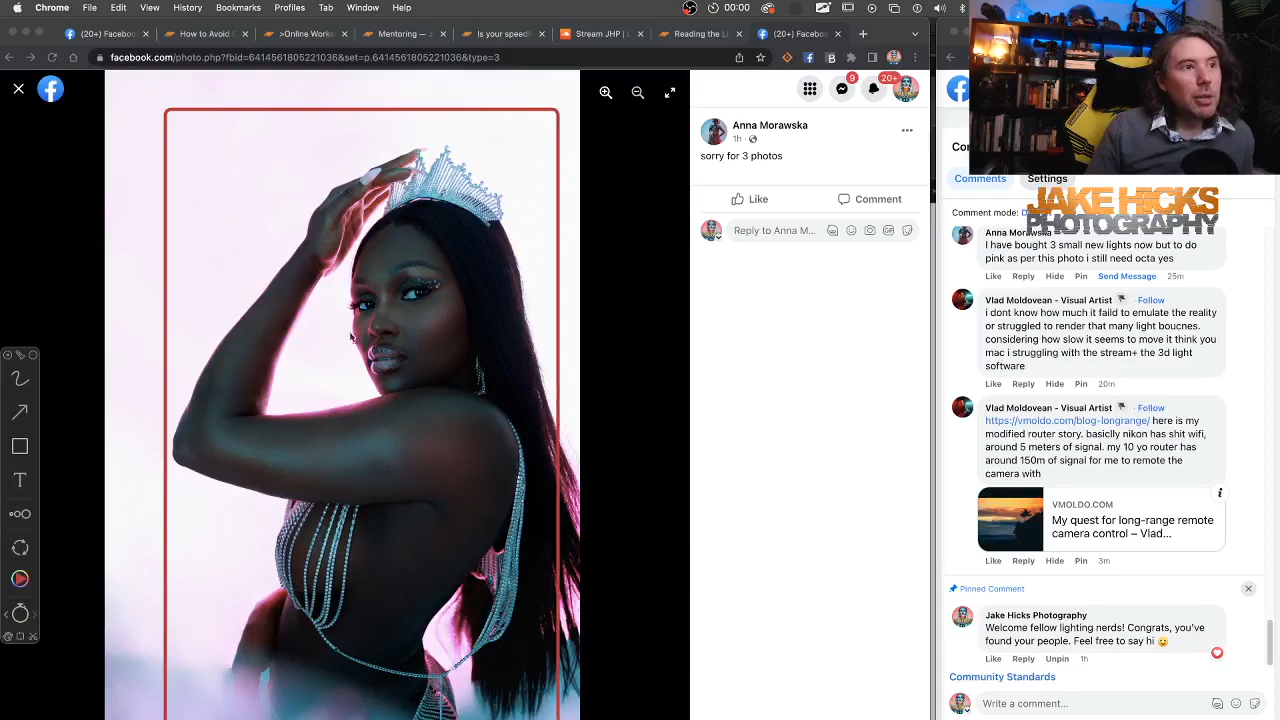 Chrome File Edit View History Bookmarks Profiles Tab Window Help
00:00
(20+) Faceboo
How to Avoid C
Mentoring — J
Is your speedl
Stream JHP | L
Reading the Li
(20+) Faceboo
facebook.com/photo.php?fbid=6414561805221036&set=p.6414561805221036&type=3
9
20+
Anna Morawska
1h
sorry for 3 photos
Like
Comment
Reply to Anna M...
Comments
Settings
JAKE HICKS
PHOTOGRAPHY
Comment mode:
Anna Morawska
I have bought 3 small new lights now but to do
pink as per this photo i still need octa yes
Like Reply Hide Pin Send Message 25m
Vlad Moldovean - Visual Artist · Follow
i dont know how much it faild to emulate the reality
or struggled to render that many light boucnes.
considering how slow it seems to move it think you
mac i struggling with the stream+ the 3d light
software
Like Reply Hide Pin 20m
Vlad Moldovean - Visual Artist · Follow
https://vmoldo.com/blog-longrange/ here is my
modified router story. basiclly nikon has shit wifi,
around 5 meters of signal. my 10 yo router has
around 150m of signal for me to remote the
camera with
VMOLDO.COM
My quest for long-range remote
camera control – Vlad...
Like Reply Hide Pin 3m
Pinned Comment
Jake Hicks Photography
Welcome fellow lighting nerds! Congrats, you've
found your people. Feel free to say hi 😀
Like Reply Unpin 1h
Community Standards
Write a comment...